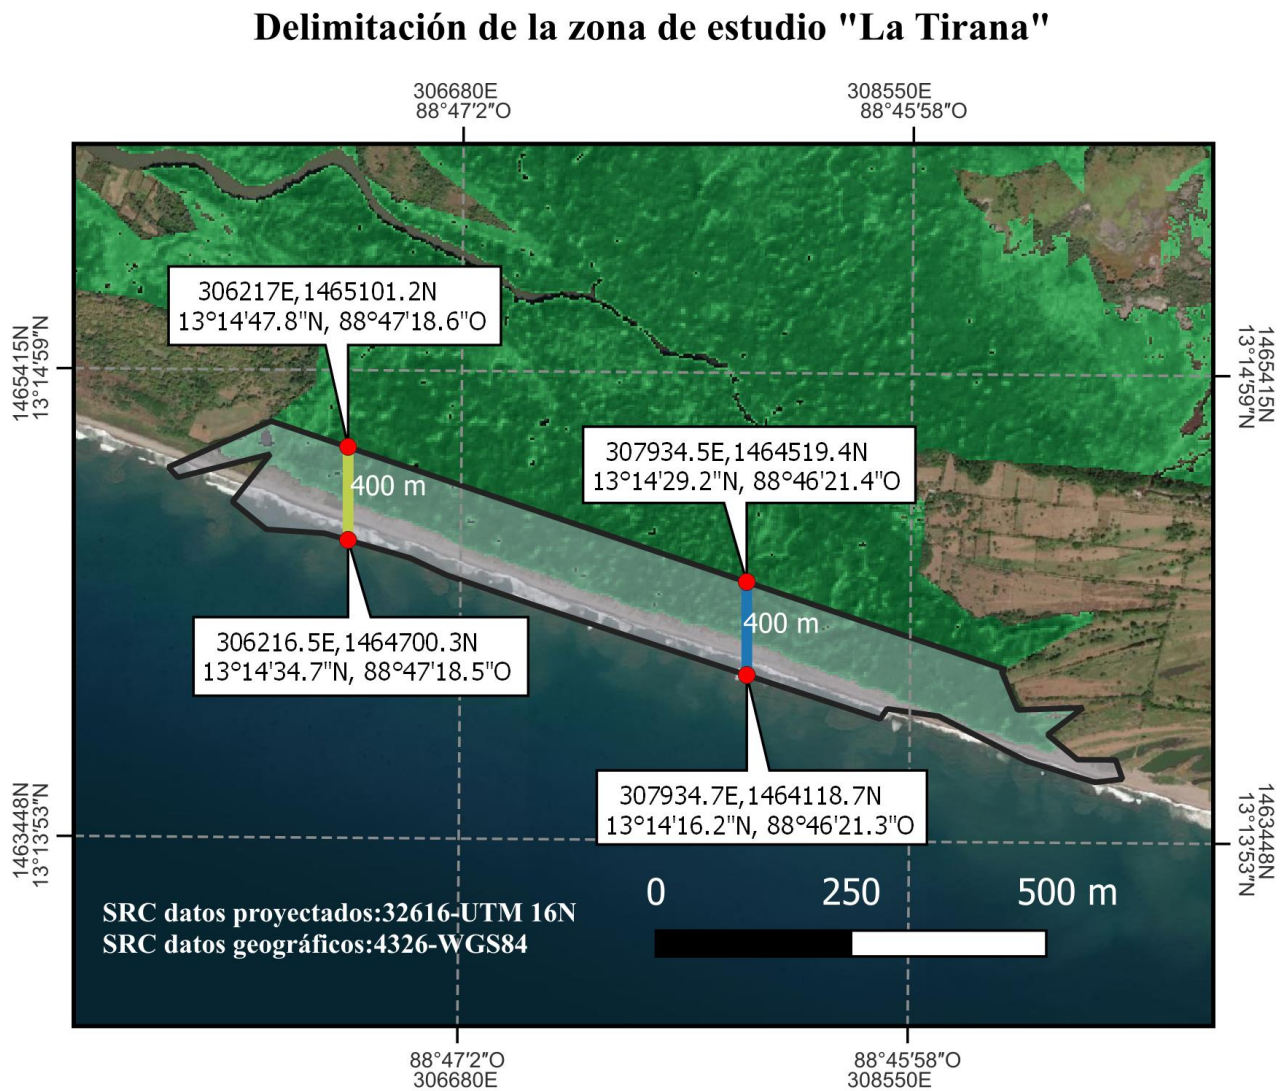 Delimitación de la zona de estudio "La Tirana"
306680E
88°47'2"O
308550E
88°45'58"O
1465415N
13°14'59"N
1465415N
13°14'59"N
306217E,1465101.2N
13°14'47.8"N, 88°47'18.6"O
400 m
307934.5E,1464519.4N
13°14'29.2"N, 88°46'21.4"O
400 m
306216.5E,1464700.3N
13°14'34.7"N, 88°47'18.5"O
307934.7E,1464118.7N
13°14'16.2"N, 88°46'21.3"O
1463448N
13°13'53"N
1463448N
13°13'53"N
0 250 500 m
SRC datos proyectados:32616-UTM 16N
SRC datos geográficos:4326-WGS84
88°47'2"O
306680E
88°45'58"O
308550E